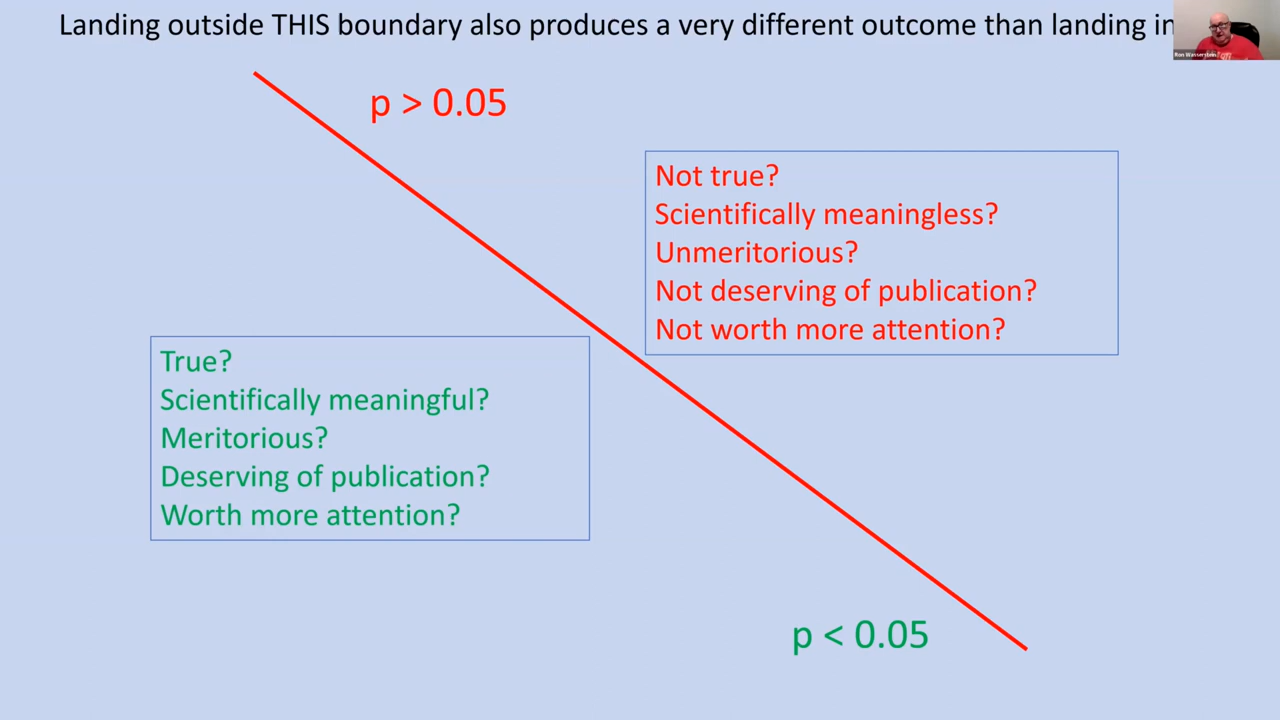 Landing outside THIS boundary also produces a very different outcome than landing in
Ron Wasserstein
p > 0.05
Not true?
Scientifically meaningless?
Unmeritorious?
Not deserving of publication?
Not worth more attention?
True?
Scientifically meaningful?
Meritorious?
Deserving of publication?
Worth more attention?
p < 0.05